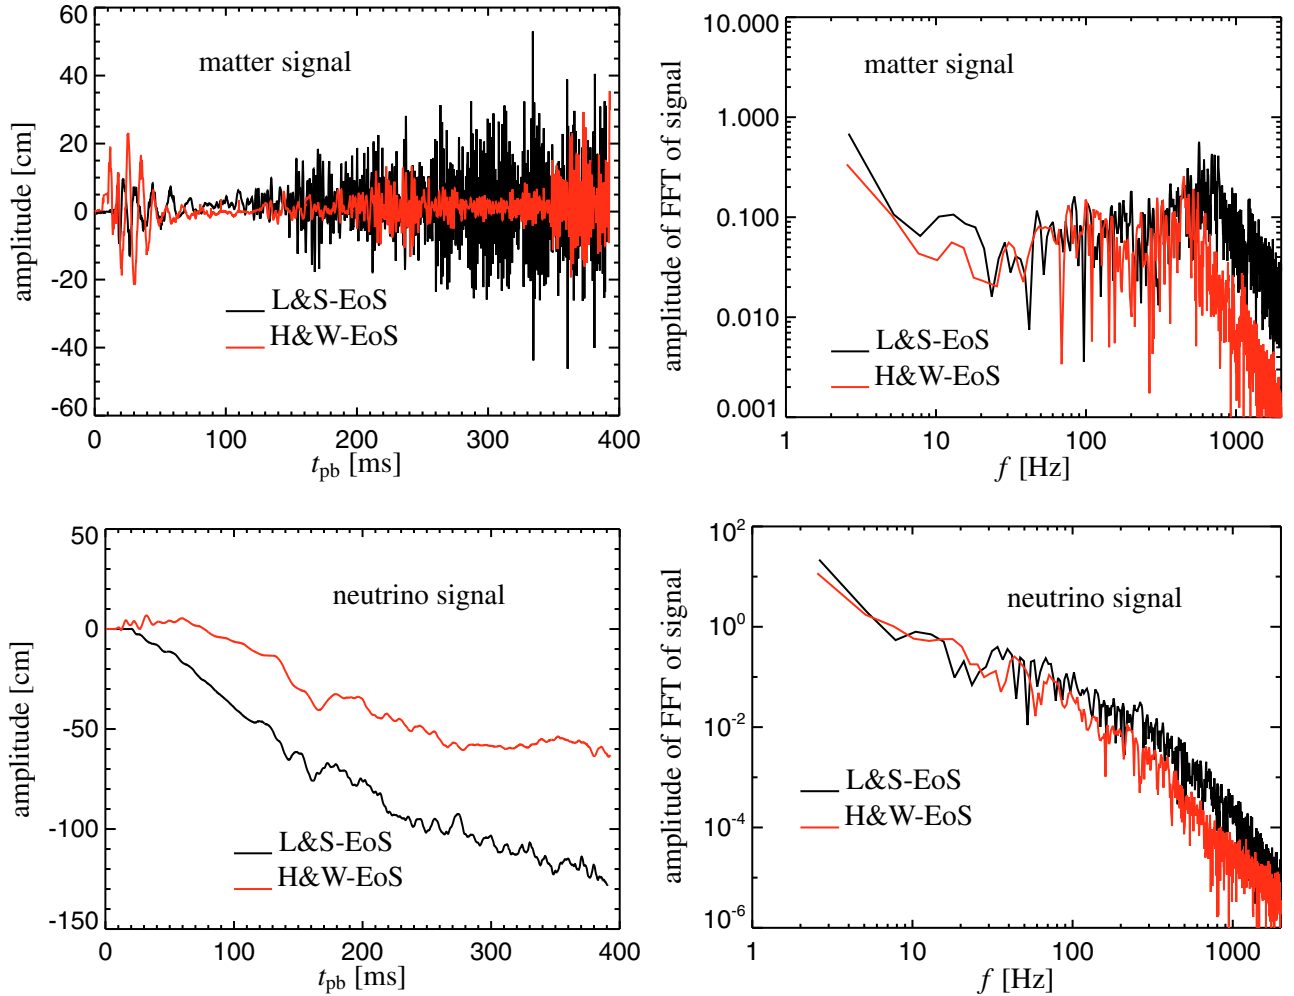 60
40
20
0
-20
-40
-60
amplitude [cm]
matter signal
L&S-EoS
H&W-EoS
0 100 200 300 400
t_pb [ms]
10.000
1.000
0.100
0.010
0.001
amplitude of FFT of signal
matter signal
L&S-EoS
H&W-EoS
1 10 100 1000
f [Hz]
50
0
-50
-100
-150
amplitude [cm]
neutrino signal
L&S-EoS
H&W-EoS
0 100 200 300 400
t_pb [ms]
10^2
10^0
10^-2
10^-4
10^-6
amplitude of FFT of signal
neutrino signal
L&S-EoS
H&W-EoS
1 10 100 1000
f [Hz]